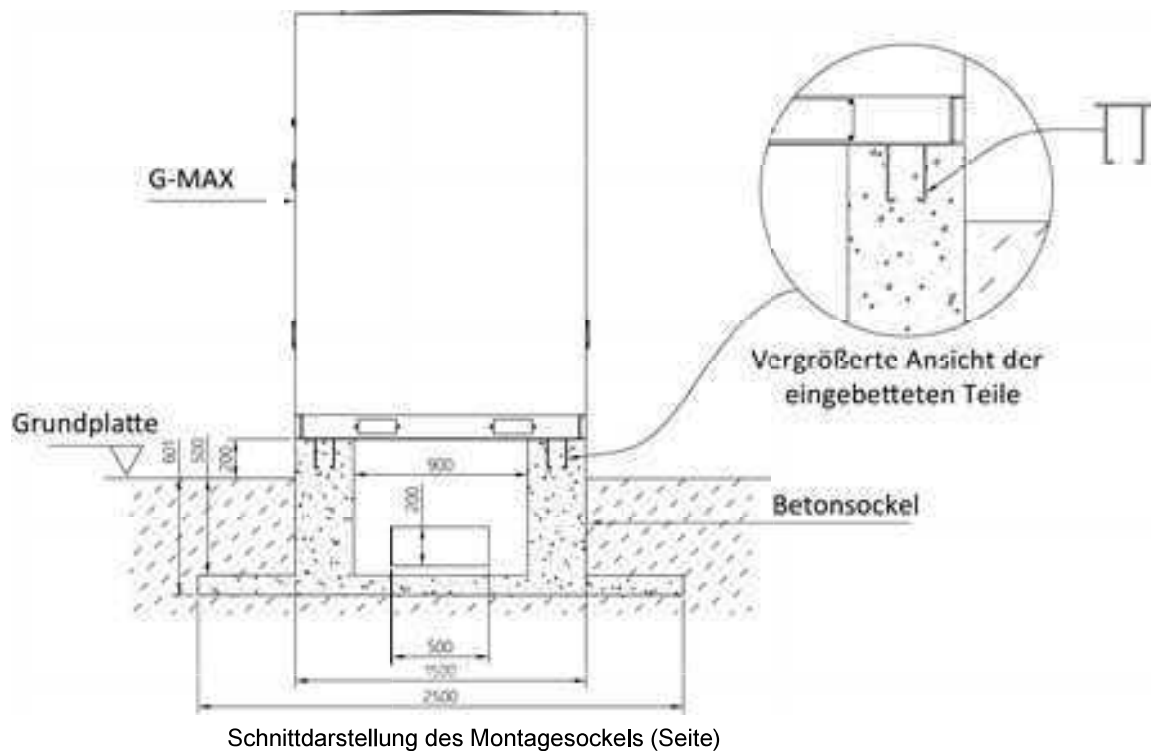 G-MAX
Vergrößerte Ansicht der
eingebetteten Teile
Grundplatte
601
500
200
900
200
Betonsockel
500
1500
2500
Schnittdarstellung des Montagesockels (Seite)